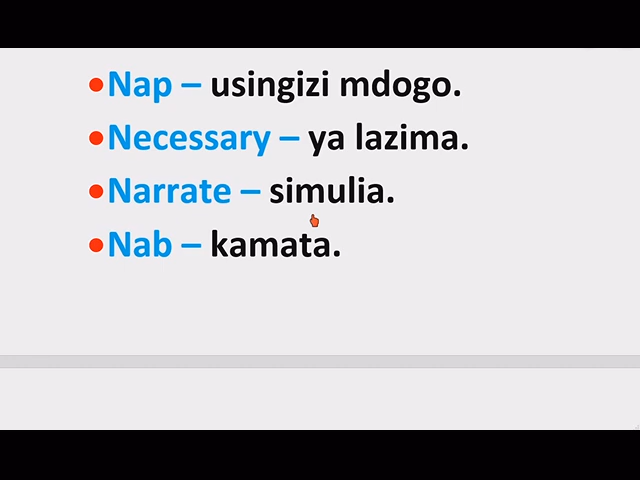 •Nap – usingizi mdogo.
•Necessary – ya lazima.
•Narrate – simulia.
•Nab – kamata.